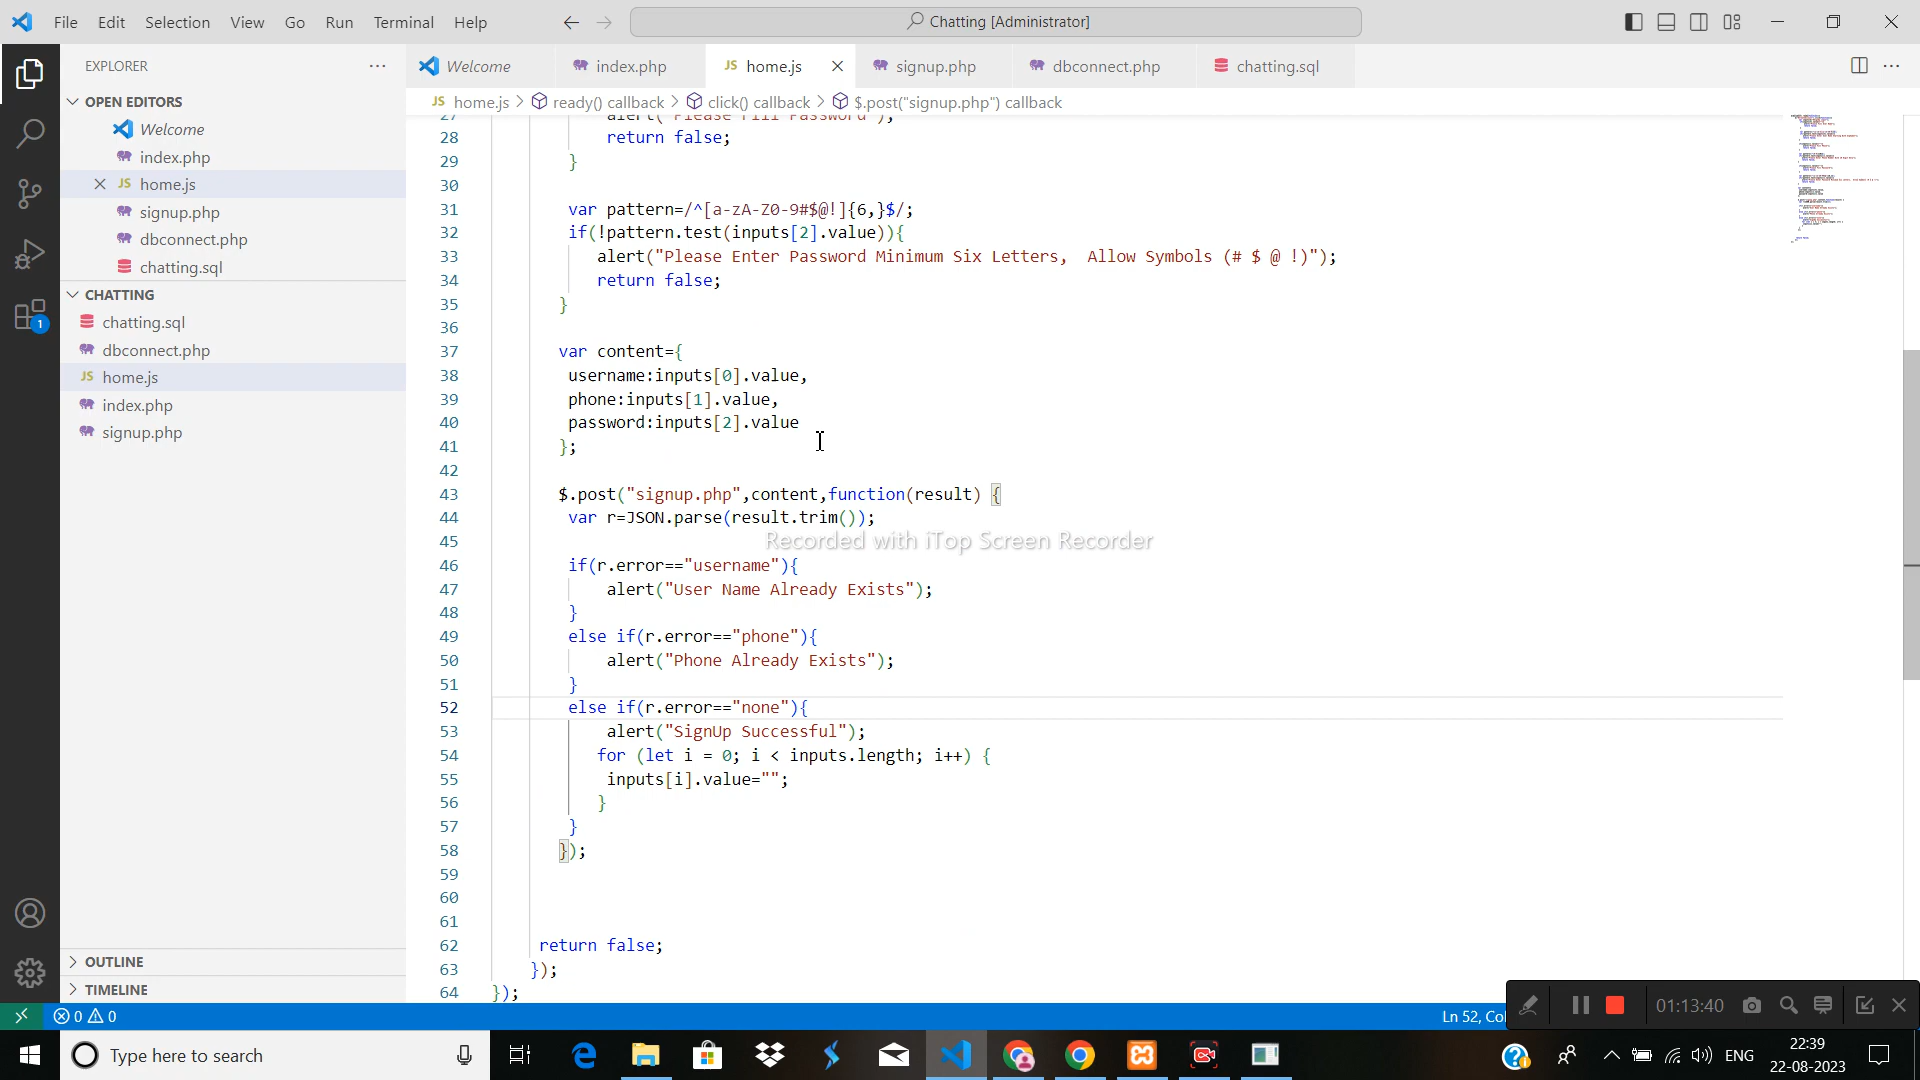 File Edit Selection View Go Run Terminal Help
Chatting [Administrator]
EXPLORER
OPEN EDITORS
Welcome
index.php
JS home.js
signup.php
dbconnect.php
chatting.sql
CHATTING
chatting.sql
dbconnect.php
JS home.js
index.php
signup.php
OUTLINE
TIMELINE
1
Welcome index.php JS home.js signup.php dbconnect.php chatting.sql
JS home.js > ready() callback > click() callback > $.post("signup.php") callback
27 alert("Please Fill Password");
28 return false;
29 }
30
31 var pattern=/^[a-zA-Z0-9#$@!]{6,}$/;
32 if(!pattern.test(inputs[2].value)){
33 alert("Please Enter Password Minimum Six Letters,  Allow Symbols (# $ @ !)");
34 return false;
35 }
36
37 var content={
38 username:inputs[0].value,
39 phone:inputs[1].value,
40 password:inputs[2].value
41 };
42
43 $.post("signup.php",content,function(result) {
44 var r=JSON.parse(result.trim());
45
46 if(r.error=="username"){
47 alert("User Name Already Exists");
48 }
49 else if(r.error=="phone"){
50 alert("Phone Already Exists");
51 }
52 else if(r.error=="none"){
53 alert("SignUp Successful");
54 for (let i = 0; i < inputs.length; i++) {
55 inputs[i].value="";
56 }
57 }
58 });
59
60
61
62 return false;
63 });
64 });
Recorded with iTop Screen Recorder
0 0
Ln 52,
01:13:40
Type here to search
ENG
22:39
22-08-2023